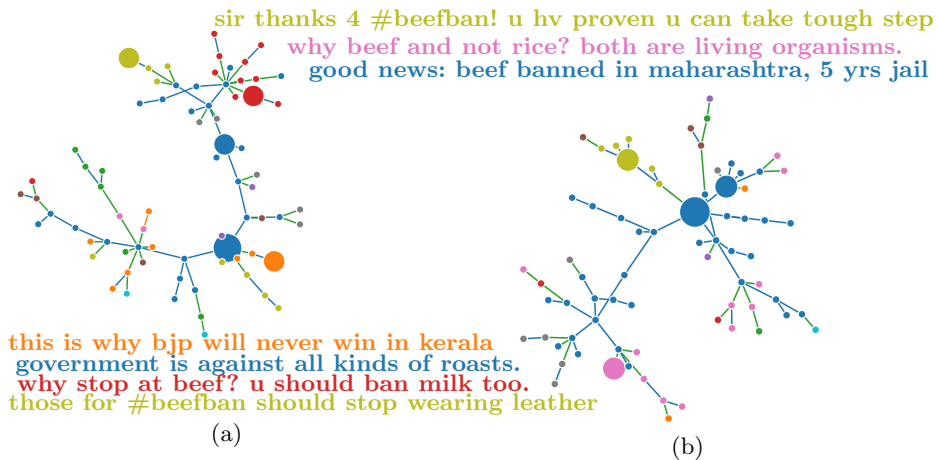 sir thanks 4 #beefban! u hv proven u can take tough step
why beef and not rice? both are living organisms.
good news: beef banned in maharashtra, 5 yrs jail
this is why bjp will never win in kerala
government is against all kinds of roasts.
why stop at beef? u should ban milk too.
those for #beefban should stop wearing leather
(a)
(b)